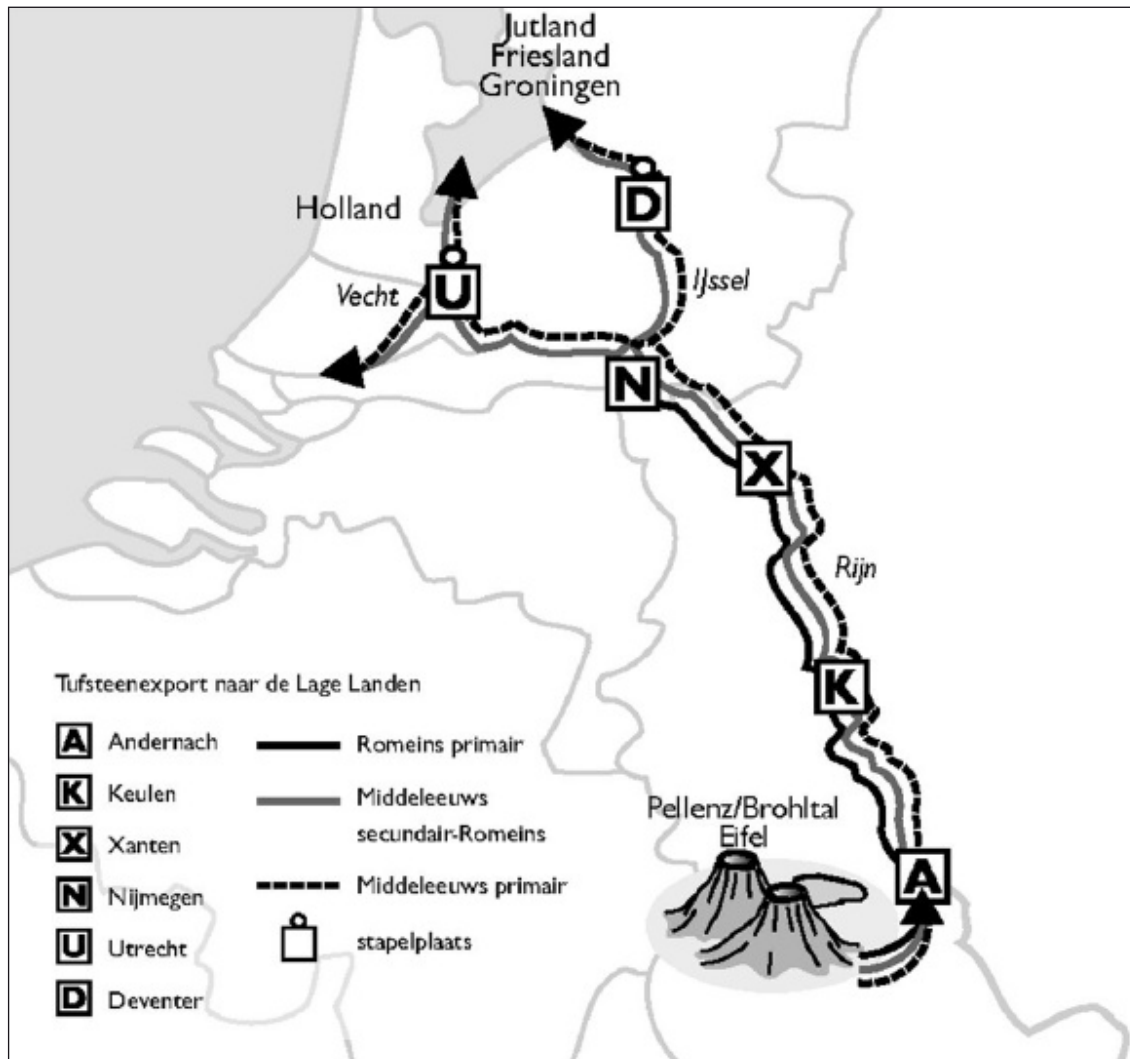 Jutland
Friesland
Groningen
D
Holland
U
Vecht
IJssel
N
X
Rijn
K
Pellenz/Brohltal
Eifel
A
Tufsteenexport naar de Lage Landen
A Andernach
K Keulen
X Xanten
N Nijmegen
U Utrecht
D Deventer
Romeins primair
Middeleeuws
secundair-Romeins
Middeleeuws primair
stapelplaats